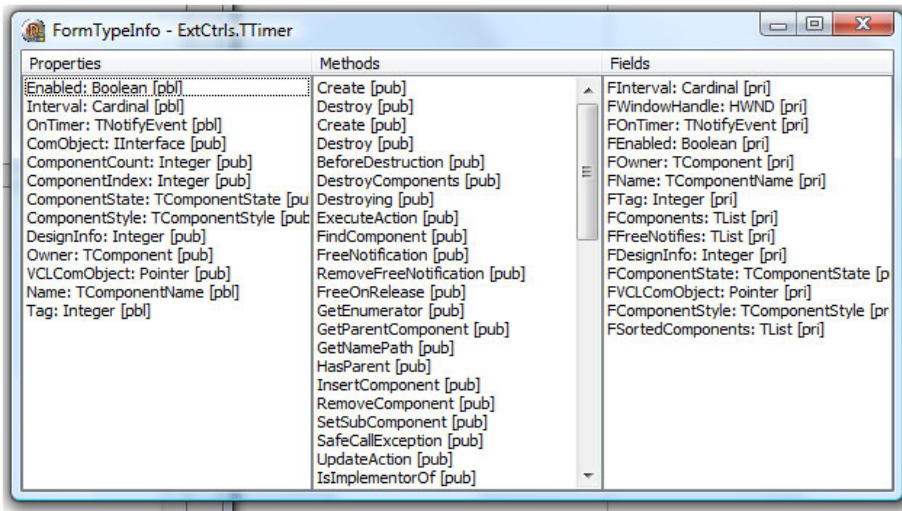 FormTypeInfo - ExtCtrls.TTimer
Properties
Enabled: Boolean [pbl]
Interval: Cardinal [pbl]
OnTimer: TNotifyEvent [pbl]
ComObject: IInterface [pub]
ComponentCount: Integer [pub]
ComponentIndex: Integer [pub]
ComponentState: TComponentState [pu
ComponentStyle: TComponentStyle [pub
DesignInfo: Integer [pub]
Owner: TComponent [pub]
VCLComObject: Pointer [pub]
Name: TComponentName [pbl]
Tag: Integer [pbl]
Methods
Create [pub]
Destroy [pub]
Create [pub]
Destroy [pub]
BeforeDestruction [pub]
DestroyComponents [pub]
Destroying [pub]
ExecuteAction [pub]
FindComponent [pub]
FreeNotification [pub]
RemoveFreeNotification [pub]
FreeOnRelease [pub]
GetEnumerator [pub]
GetParentComponent [pub]
GetNamePath [pub]
HasParent [pub]
InsertComponent [pub]
RemoveComponent [pub]
SetSubComponent [pub]
SafeCallException [pub]
UpdateAction [pub]
IsImplementorOf [pub]
Fields
FInterval: Cardinal [pri]
FWindowHandle: HWND [pri]
FOnTimer: TNotifyEvent [pri]
FEnabled: Boolean [pri]
FOwner: TComponent [pri]
FName: TComponentName [pri]
FTag: Integer [pri]
FComponents: TList [pri]
FFreeNotifies: TList [pri]
FDesignInfo: Integer [pri]
FComponentState: TComponentState [p
FVCLComObject: Pointer [pri]
FComponentStyle: TComponentStyle [pr
FSortedComponents: TList [pri]